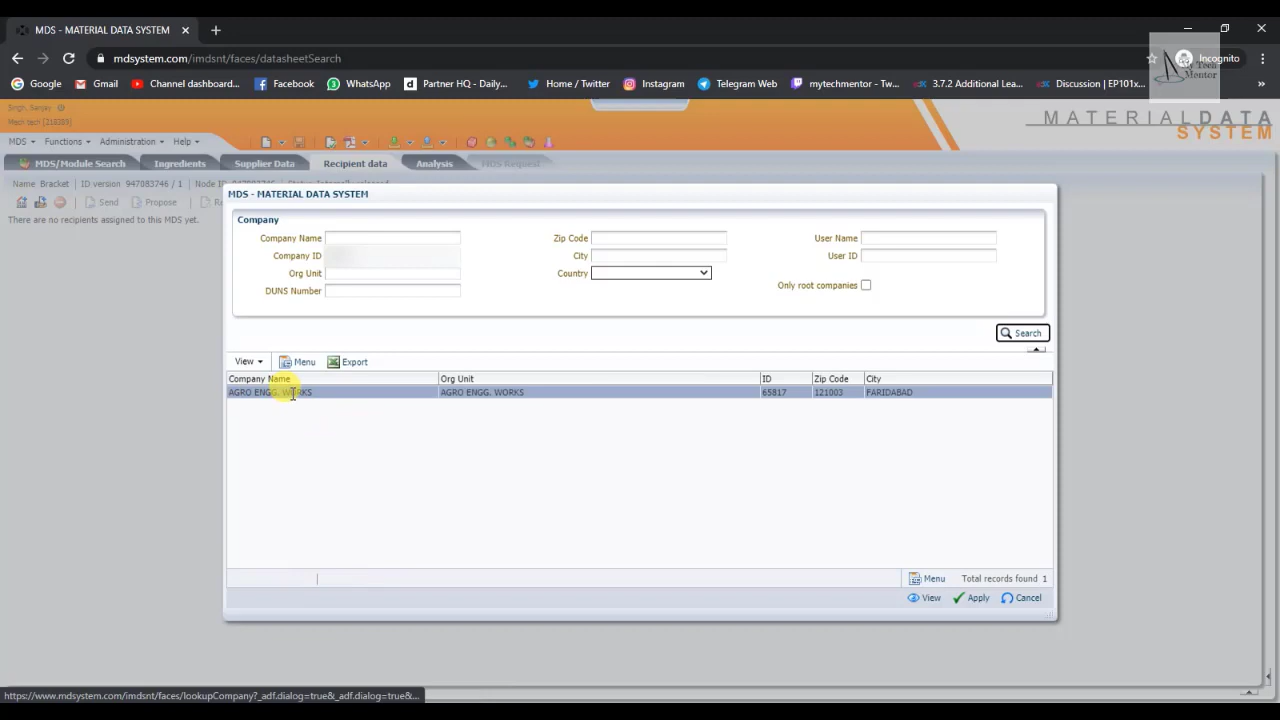 MDS - MATERIAL DATA SYSTEM
mdsystem.com/imdsnt/faces/datasheetSearch
Incognito
Tech
Mentor
Google Gmail Channel dashboard... Facebook WhatsApp Partner HQ - Daily... Home / Twitter Instagram Telegram Web mytechmentor - Tw... 3.7.2 Additional Lea... Discussion | EP101x... »
Singh, Sanjay
Mech tech [218389]
MATERIALDATA
SYSTEM
MDS Functions Administration Help
MDS/Module Search Ingredients Supplier Data Recipient data Analysis MDS Request
Name Bracket ID version 947083746 / 1
Send Propose
There are no recipients assigned to this MDS yet.
MDS - MATERIAL DATA SYSTEM
Company
Company Name Zip Code User Name
Company ID City User ID
Org Unit Country
Only root companies
DUNS Number
Search
View Menu Export
Company Name Org Unit ID Zip Code City
AGRO ENGG. WORKS AGRO ENGG. WORKS 65817 121003 FARIDABAD
Menu Total records found 1
View Apply Cancel
https://www.mdsystem.com/imdsnt/faces/lookupCompany?_adf.dialog=true&_adf.dialog=true&...